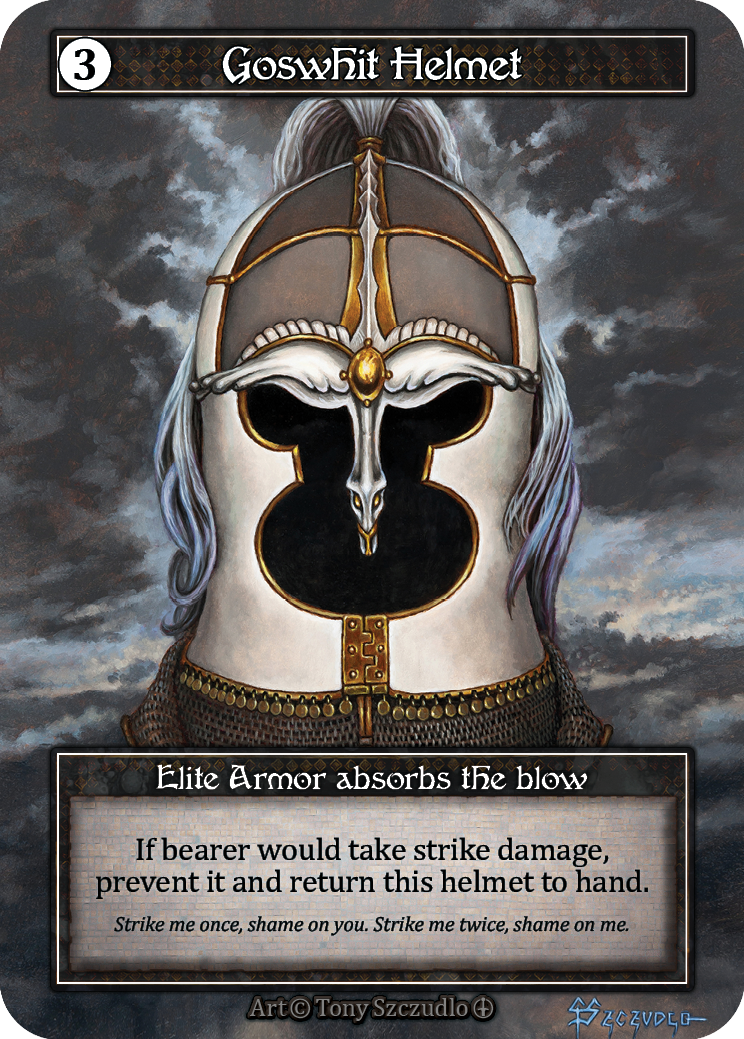 3
Goswhit Helmet
Elite Armor absorbs the blow
If bearer would take strike damage,
prevent it and return this helmet to hand.
Strike me once, shame on you. Strike me twice, shame on me.
Art © Tony Szczudlo
Szczudlo